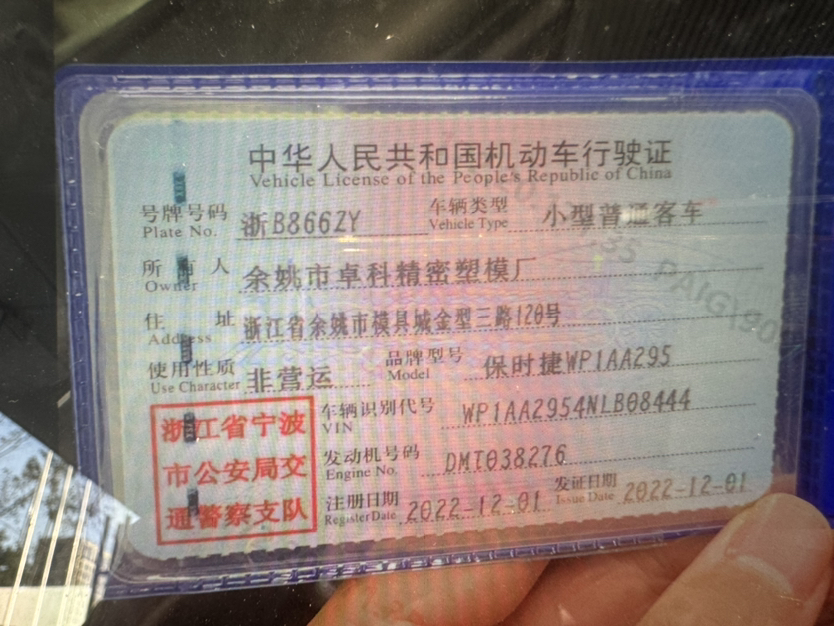 中华人民共和国机动车行驶证
Vehicle License of the People's Republic of China
号牌号码 浙B866ZY 车辆类型 小型普通客车
Plate No. Vehicle Type
所有人 余姚市卓科精密塑模厂
Owner
住址 浙江省余姚市模具城金型三路120号
Address
使用性质 非营运 品牌型号 保时捷WP1AA295
Use Character Model
浙江省宁波
市公安局交
通警察支队
车辆识别代号 WP1AA2954NLB08444
VIN
发动机号码 DMT038276
Engine No.
注册日期 2022-12-01 发证日期 2022-12-01
Register Date Issue Date